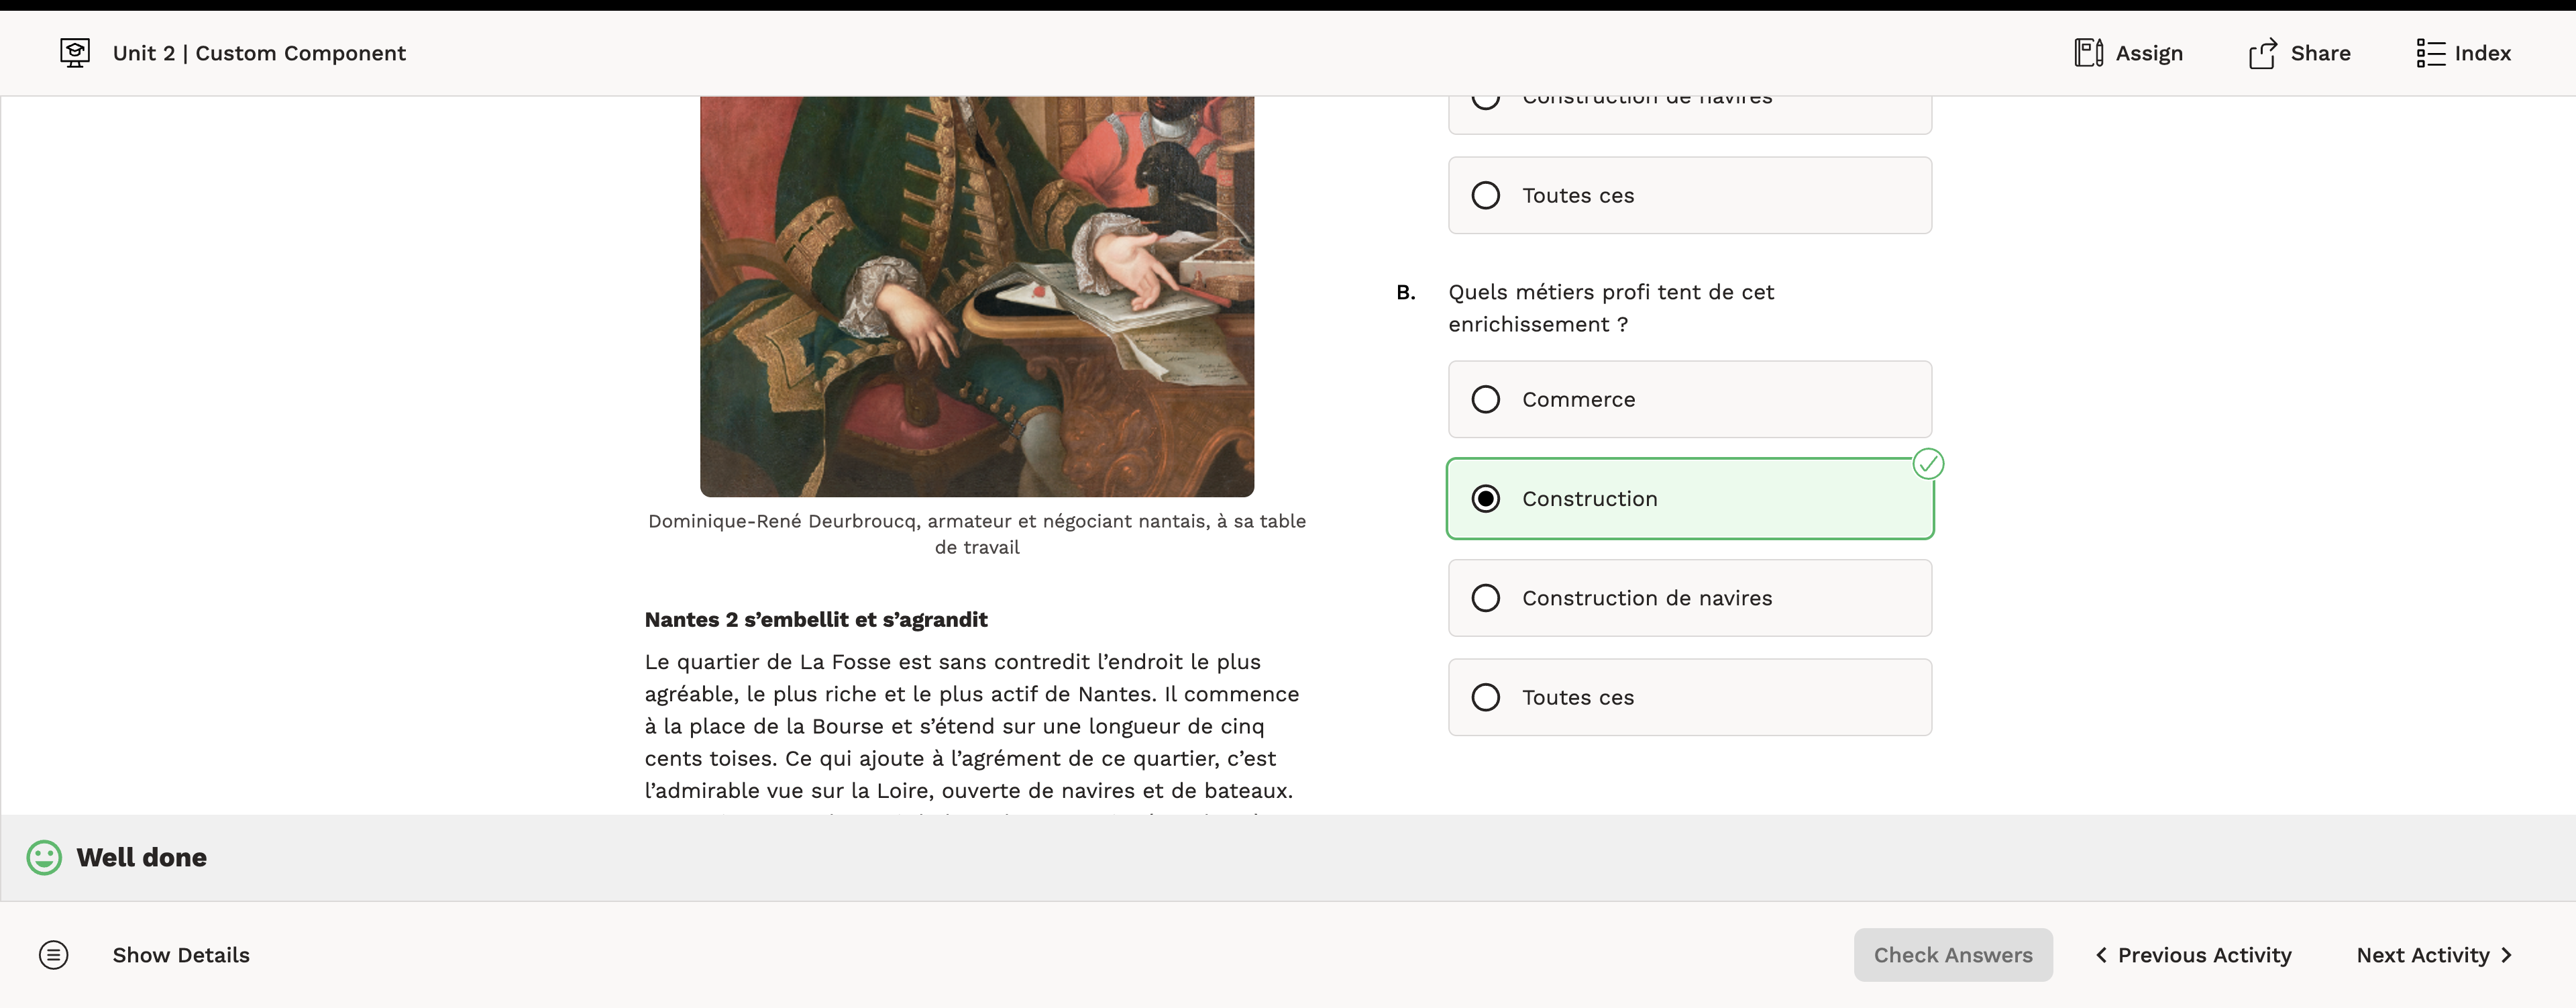 Unit 2 | Custom Component
Assign
Share
Index
Dominique-René Deurbroucq, armateur et négociant nantais, à sa table
de travail
Nantes 2 s’embellit et s’agrandit
Le quartier de La Fosse est sans contredit l’endroit le plus
agréable, le plus riche et le plus actif de Nantes. Il commence
à la place de la Bourse et s’étend sur une longueur de cinq
cents toises. Ce qui ajoute à l’agrément de ce quartier, c’est
l’admirable vue sur la Loire, ouverte de navires et de bateaux.
Construction de navires
Toutes ces
B. Quels métiers profi tent de cet
enrichissement ?
Commerce
Construction
Construction de navires
Toutes ces
Well done
Show Details
Check Answers
Previous Activity
Next Activity